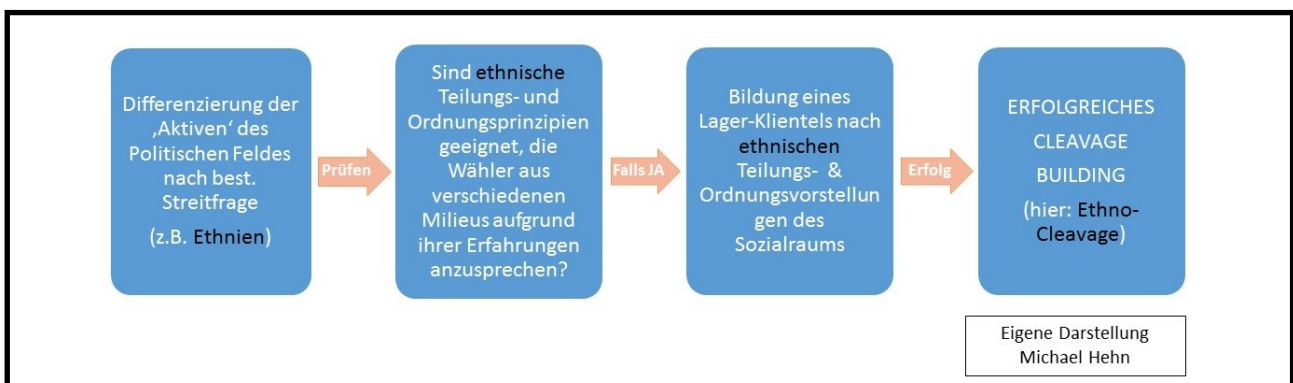 Differenzierung der
‚Aktiven‘ des
Politischen Feldes
nach best.
Streitfrage
(z.B. Ethnien)
Prüfen
Sind ethnische
Teilungs- und
Ordnungsprinzipien
geeignet, die
Wähler aus
verschiedenen
Milieus aufgrund
ihrer Erfahrungen
anzusprechen?
Falls JA
Bildung eines
Lager-Klientels nach
ethnischen
Teilungs- &
Ordnungsvorstellun
gen des
Sozialraums
Erfolg
ERFOLGREICHES
CLEAVAGE
BUILDING
(hier: Ethno-
Cleavage)
Eigene Darstellung
Michael Hehn